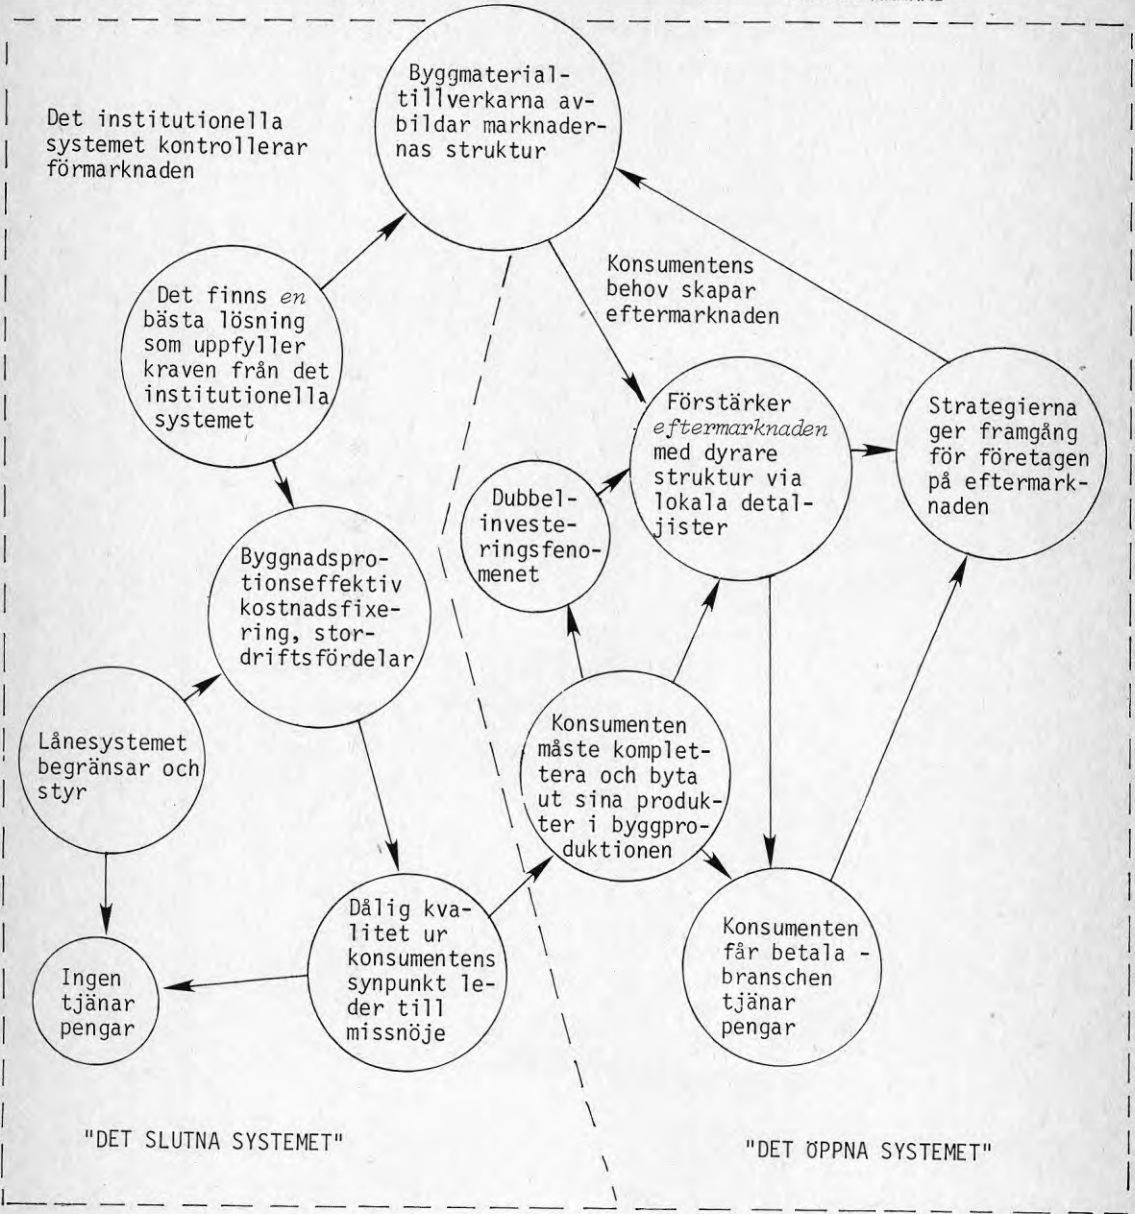 Byggmaterial-
tillverkarna av-
bildar marknader-
nas struktur
Det institutionella
systemet kontrollerar
förmarknaden
Konsumentens
behov skapar
eftermarknaden
Det finns en
bästa lösning
som uppfyller
kraven från det
institutionella
systemet
Förstärker
eftermarknaden
med dyrare
struktur via
lokala detal-
jister
Strategierna
ger framgång
för företagen
på eftermark-
naden
Dubbel-
investe-
ringsfeno-
menet
Byggnadspro-
tionseffektiv
kostnadsfixe-
ring, stor-
driftsfördelar
Lånesystemet
begränsar och
styr
Konsumenten
måste komplet-
tera och byta
ut sina produk-
ter i byggpro-
duktionen
Dålig kva-
litet ur
konsumentens
synpunkt le-
der till
missnöje
Konsumenten
får betala -
branschen
tjänar
pengar
Ingen
tjänar
pengar
"DET SLUTNA SYSTEMET"
"DET ÖPPNA SYSTEMET"